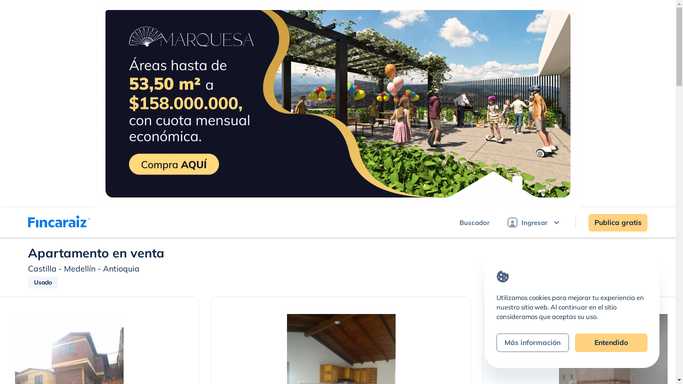 MARQUESA
Áreas hasta de
53,50 m² a
$158.000.000,
con cuota mensual
económica.
Compra AQUÍ
Fincaraíz
Buscador
Ingresar
Publica gratis
Apartamento en venta
Castilla - Medellín - Antioquia
Usado
Utilizamos cookies para mejorar tu experiencia en
nuestro sitio web. Al continuar en el sitio
consideramos que aceptas su uso.
Más información
Entendido